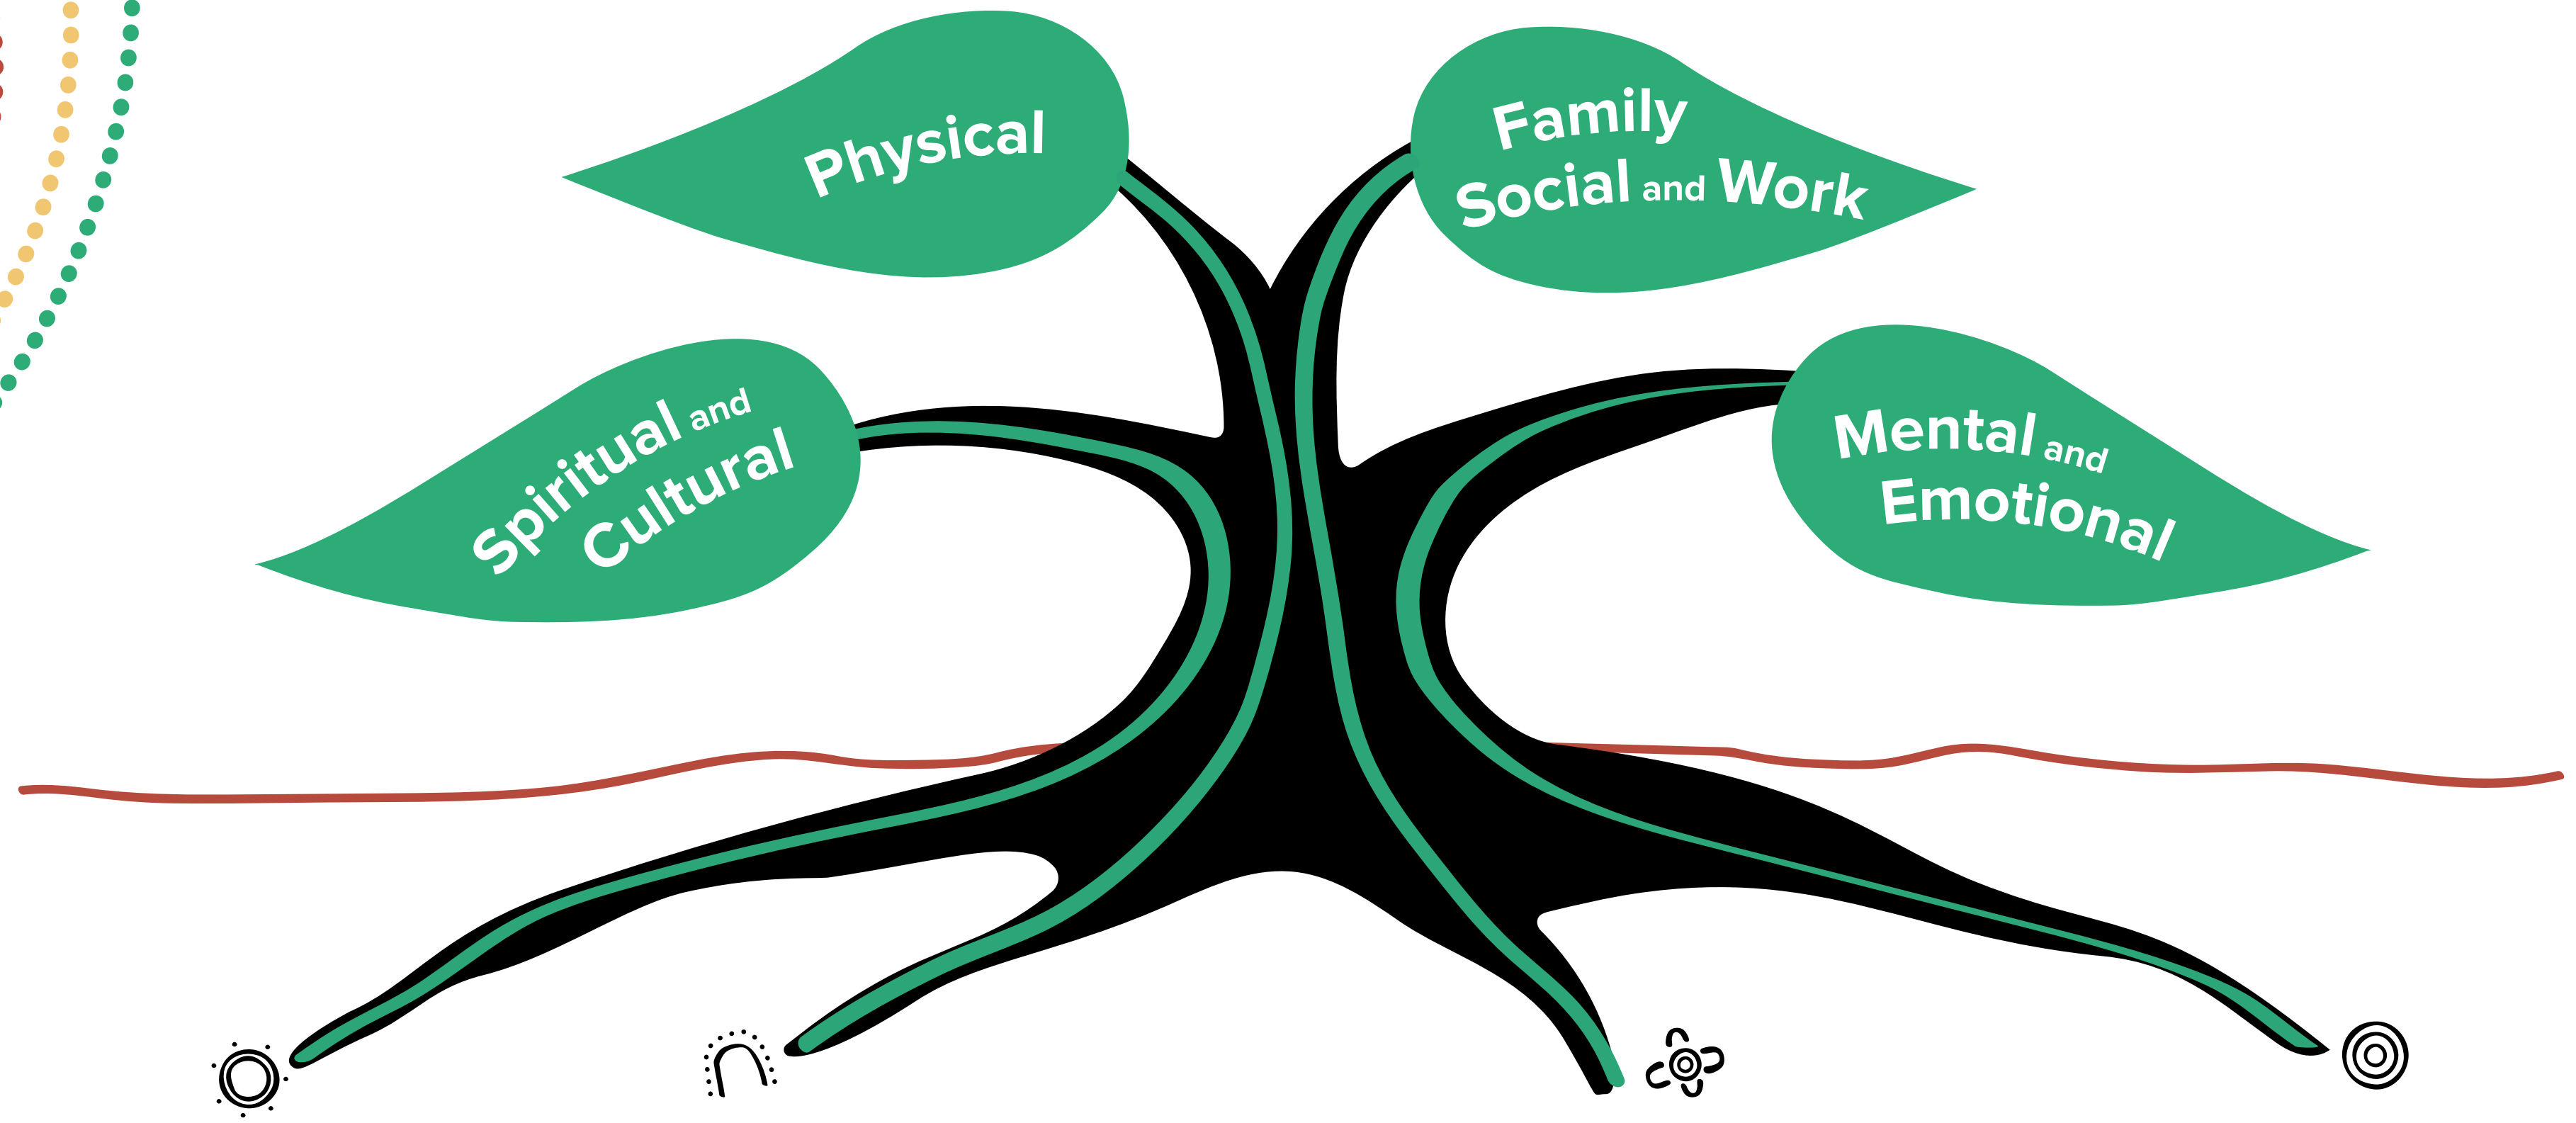 Physical
Family
Social and Work
Spiritual and
Cultural
Mental and
Emotional